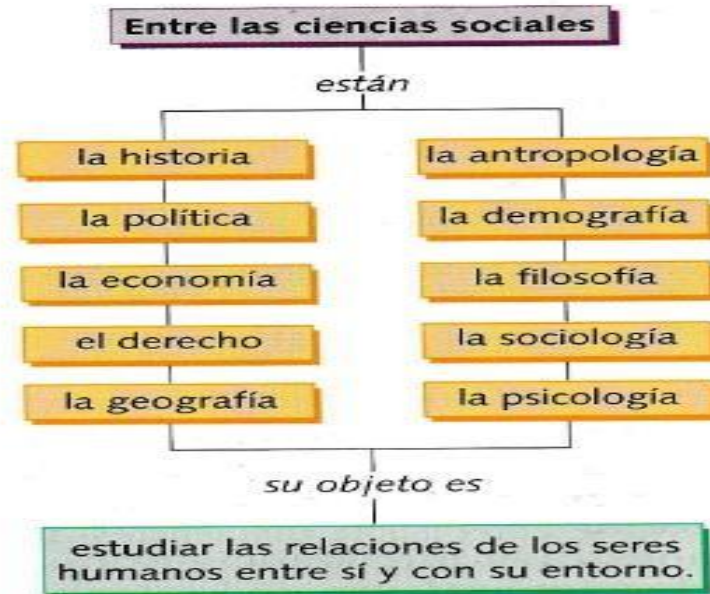 Entre las ciencias sociales
están
la historia
la política
la economía
el derecho
la geografía
la antropología
la demografía
la filosofía
la sociología
la psicología
su objeto es
estudiar las relaciones de los seres
humanos entre sí y con su entorno.